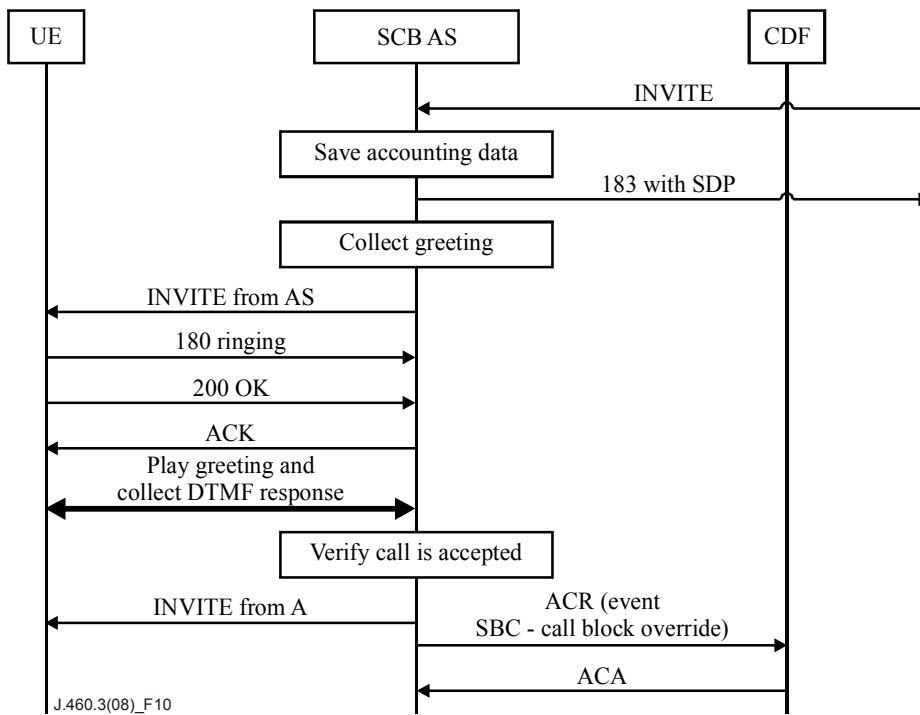 UE
SCB AS
CDF
INVITE
Save accounting data
183 with SDP
Collect greeting
INVITE from AS
180 ringing
200 OK
ACK
Play greeting and
collect DTMF response
Verify call is accepted
INVITE from A
ACR (event
SBC - call block override)
ACA
J.460.3(08)_F10